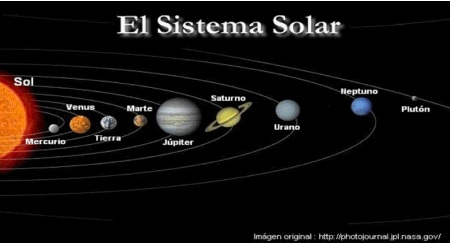 El Sistema Solar
Sol
Mercurio
Venus
Tierra
Marte
Júpiter
Saturno
Urano
Neptuno
Plutón
Imágen original : http://photojournal.jpl.nasa.gov/